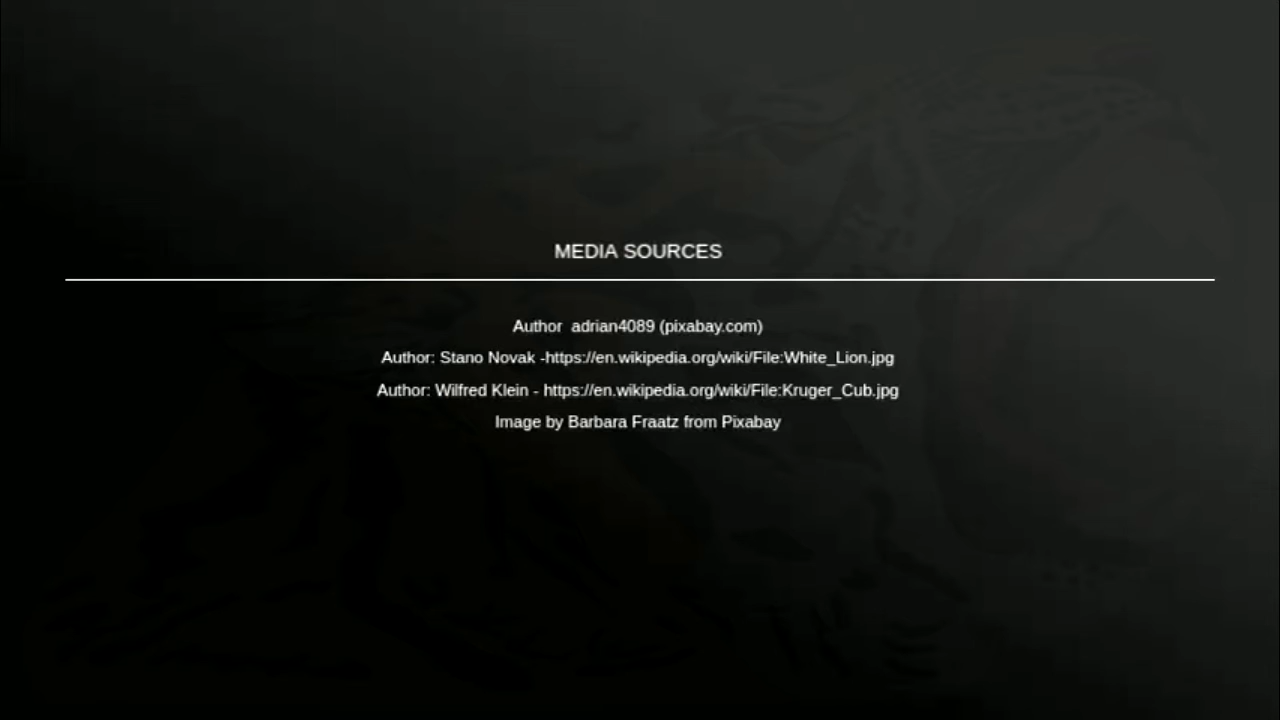 MEDIA SOURCES
Author  adrian4089 (pixabay.com)
Author: Stano Novak -https://en.wikipedia.org/wiki/File:White_Lion.jpg
Author: Wilfred Klein - https://en.wikipedia.org/wiki/File:Kruger_Cub.jpg
Image by Barbara Fraatz from Pixabay